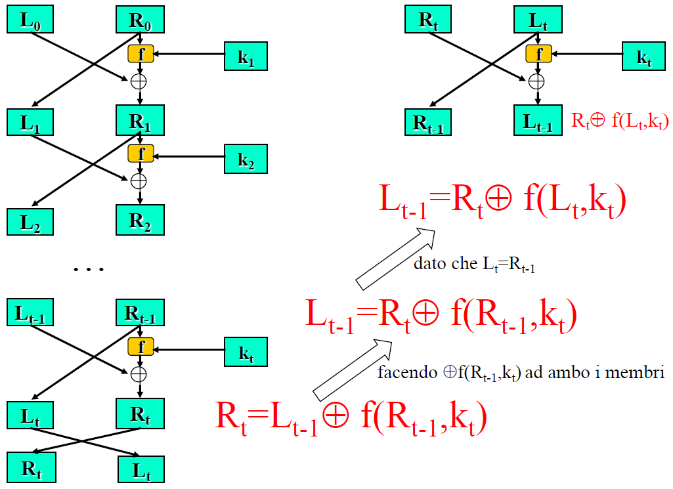 L₀ R₀
f
k₁
⊕
L₁ R₁
f
k₂
⊕
L₂ R₂
...
Lₜ₋₁ Rₜ₋₁
f
kₜ
⊕
Lₜ Rₜ
Rₜ Lₜ
Rₜ Lₜ
f
kₜ
⊕
Rₜ₋₁ Lₜ₋₁ Rₜ⊕ f(Lₜ,kₜ)
Lₜ₋₁=Rₜ⊕ f(Lₜ,kₜ)
dato che Lₜ=Rₜ₋₁
Lₜ₋₁=Rₜ⊕ f(Rₜ₋₁,kₜ)
facendo ⊕f(Rₜ₋₁,kₜ) ad ambo i membri
Rₜ=Lₜ₋₁⊕ f(Rₜ₋₁,kₜ)